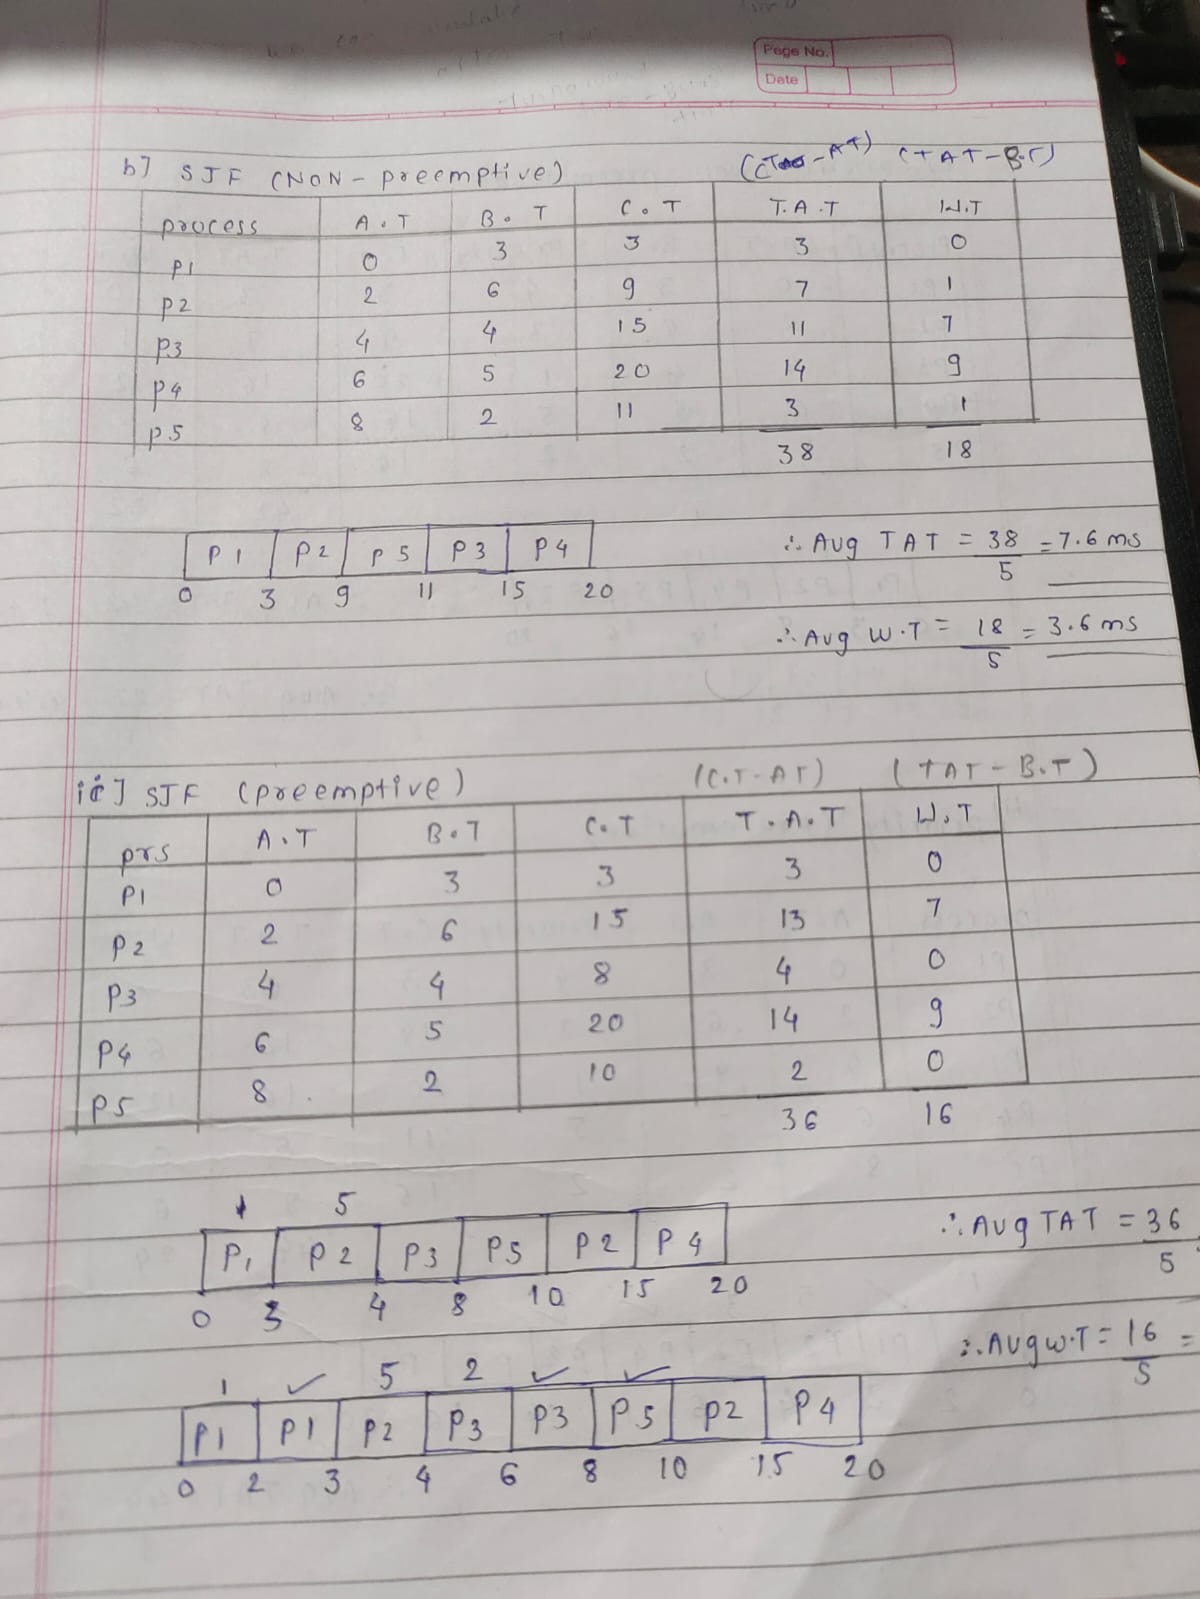 Page No.
Date
b] SJF (NON - preemptive) (CT - AT) (TAT - B.T)
process A.T B.T C.T T.A.T W.T
P1 0 3 3 3 0
P2 2 6 9 7 1
P3 4 4 15 11 7
P4 6 5 20 14 9
P5 8 2 11 3 1
38 18
P1 P2 P5 P3 P4
0 3 9 11 15 20
∴ Avg TAT = 38/5 = 7.6 ms
∴ Avg W.T = 18/5 = 3.6 ms
ii] SJF (preemptive) (C.T - AT) (TAT - B.T)
prs A.T B.T C.T T.A.T W.T
P1 0 3 3 3 0
P2 2 6 15 13 7
P3 4 4 8 4 0
P4 6 5 20 14 9
P5 8 2 10 2 0
36 16
1 5
P1 P2 P3 P5 P2 P4
0 3 4 8 10 15 20
∴ Avg TAT = 36/5
∴ Avg W.T = 16/5 =
1 ✓ 5 2 ✓ ✓
P1 P1 P2 P3 P3 P5 P2 P4
0 2 3 4 6 8 10 15 20